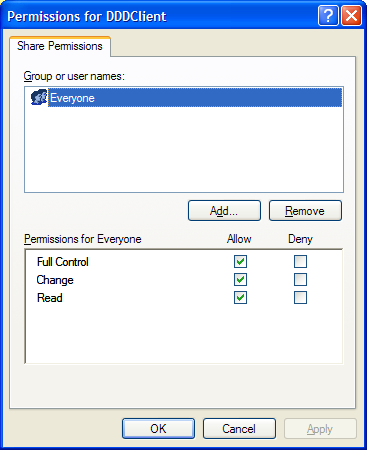 Permissions for DDDClient
Share Permissions
Group or user names:
Everyone
Add... Remove
Permissions for Everyone Allow Deny
Full Control
Change
Read
OK Cancel Apply